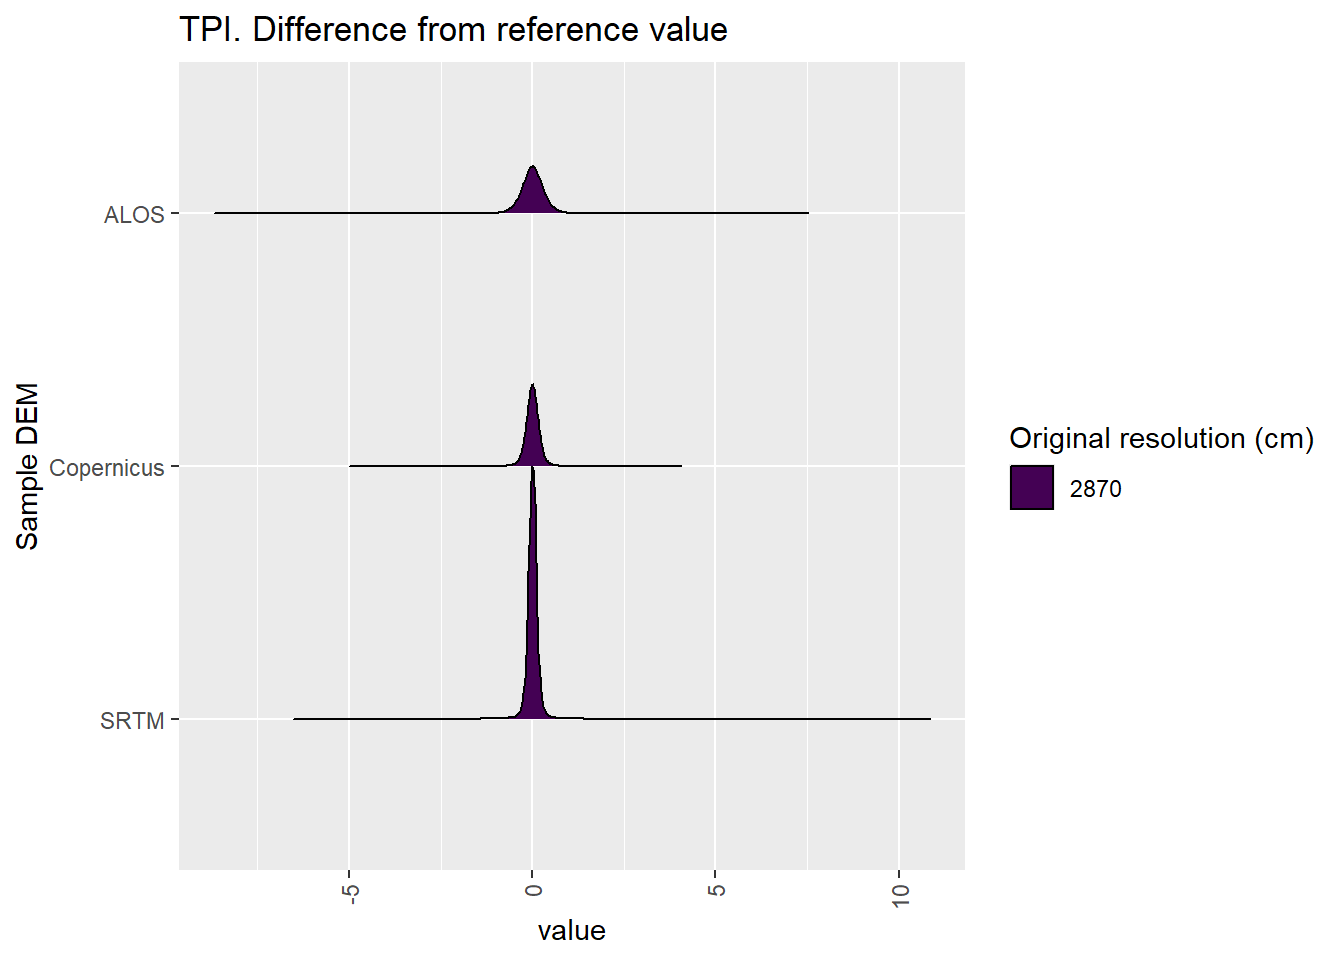 TPI. Difference from reference value
Sample DEM
ALOS
Copernicus
SRTM
-5
0
5
10
value
Original resolution (cm)
2870